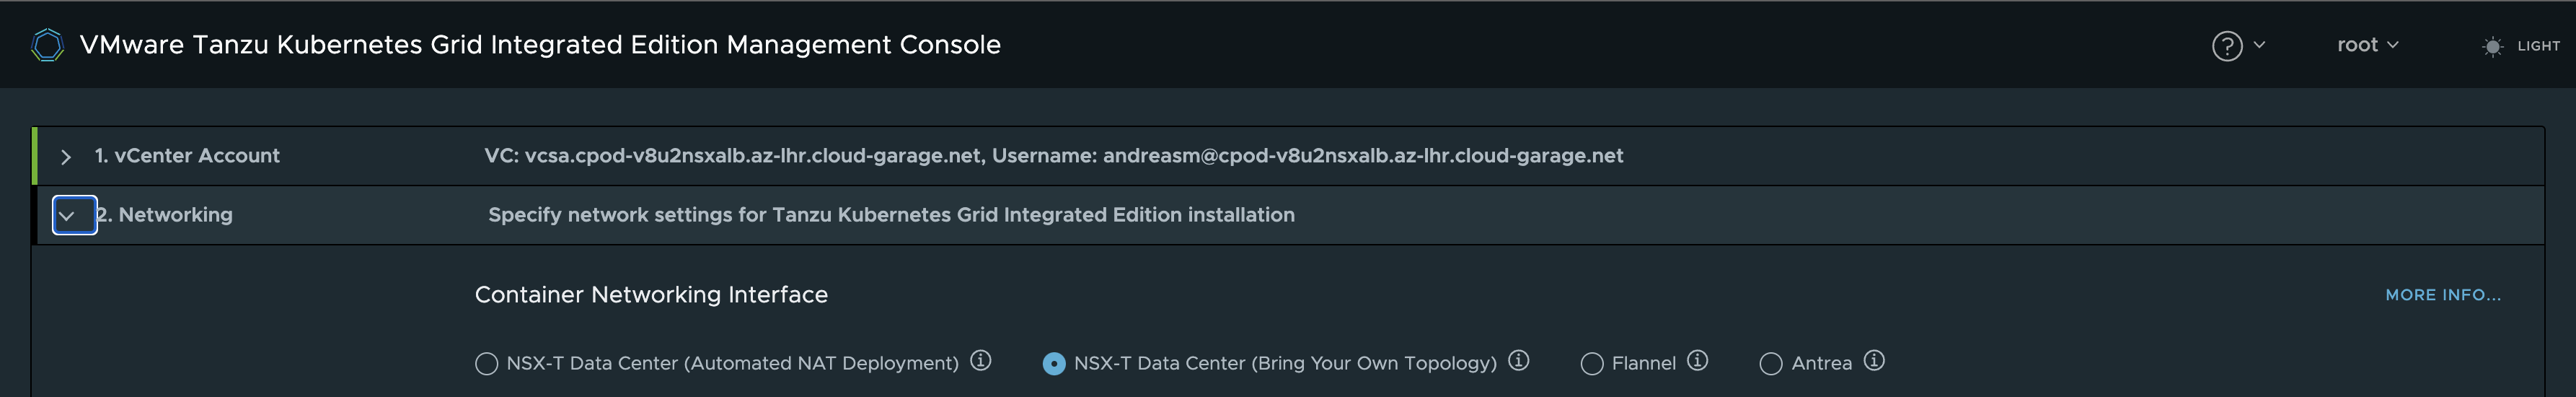 VMware Tanzu Kubernetes Grid Integrated Edition Management Console
root
LIGHT
1. vCenter Account
VC: vcsa.cpod-v8u2nsxalb.az-lhr.cloud-garage.net, Username: andreasm@cpod-v8u2nsxalb.az-lhr.cloud-garage.net
2. Networking
Specify network settings for Tanzu Kubernetes Grid Integrated Edition installation
Container Networking Interface
MORE INFO...
NSX-T Data Center (Automated NAT Deployment)
NSX-T Data Center (Bring Your Own Topology)
Flannel
Antrea